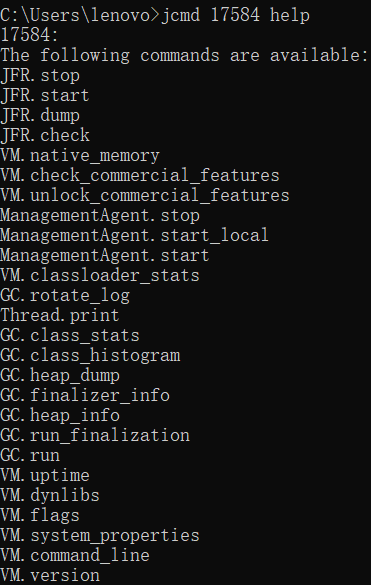 C:\Users\lenovo>jcmd 17584 help
17584:
The following commands are available:
JFR.stop
JFR.start
JFR.dump
JFR.check
VM.native_memory
VM.check_commercial_features
VM.unlock_commercial_features
ManagementAgent.stop
ManagementAgent.start_local
ManagementAgent.start
VM.classloader_stats
GC.rotate_log
Thread.print
GC.class_stats
GC.class_histogram
GC.heap_dump
GC.finalizer_info
GC.heap_info
GC.run_finalization
GC.run
VM.uptime
VM.dynlibs
VM.flags
VM.system_properties
VM.command_line
VM.version